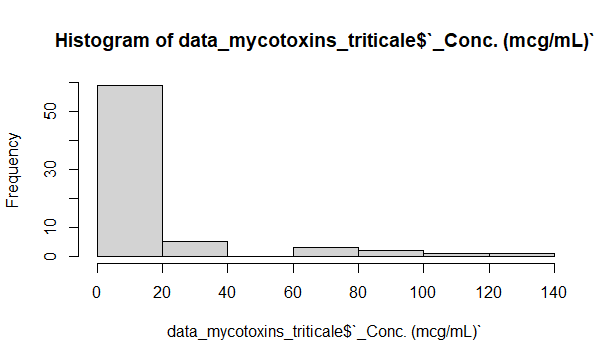 Histogram of data_mycotoxins_triticale$`_Conc. (mcg/mL)`
Frequency
50
30
10
0
0 20 40 60 80 100 120 140
data_mycotoxins_triticale$`_Conc. (mcg/mL)`